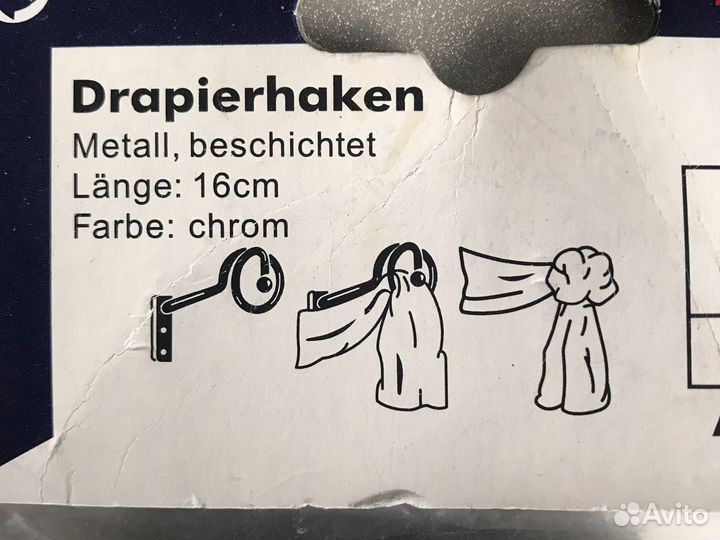 Drapierhaken
Metall, beschichtet
Länge: 16cm
Farbe: chrom
Avito